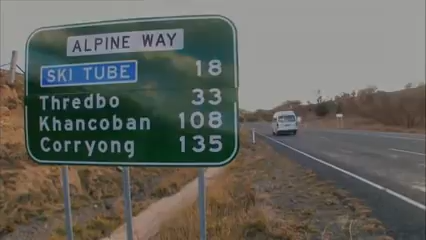 ALPINE WAY
SKI TUBE 18
Thredbo 33
Khancoban 108
Corryong 135